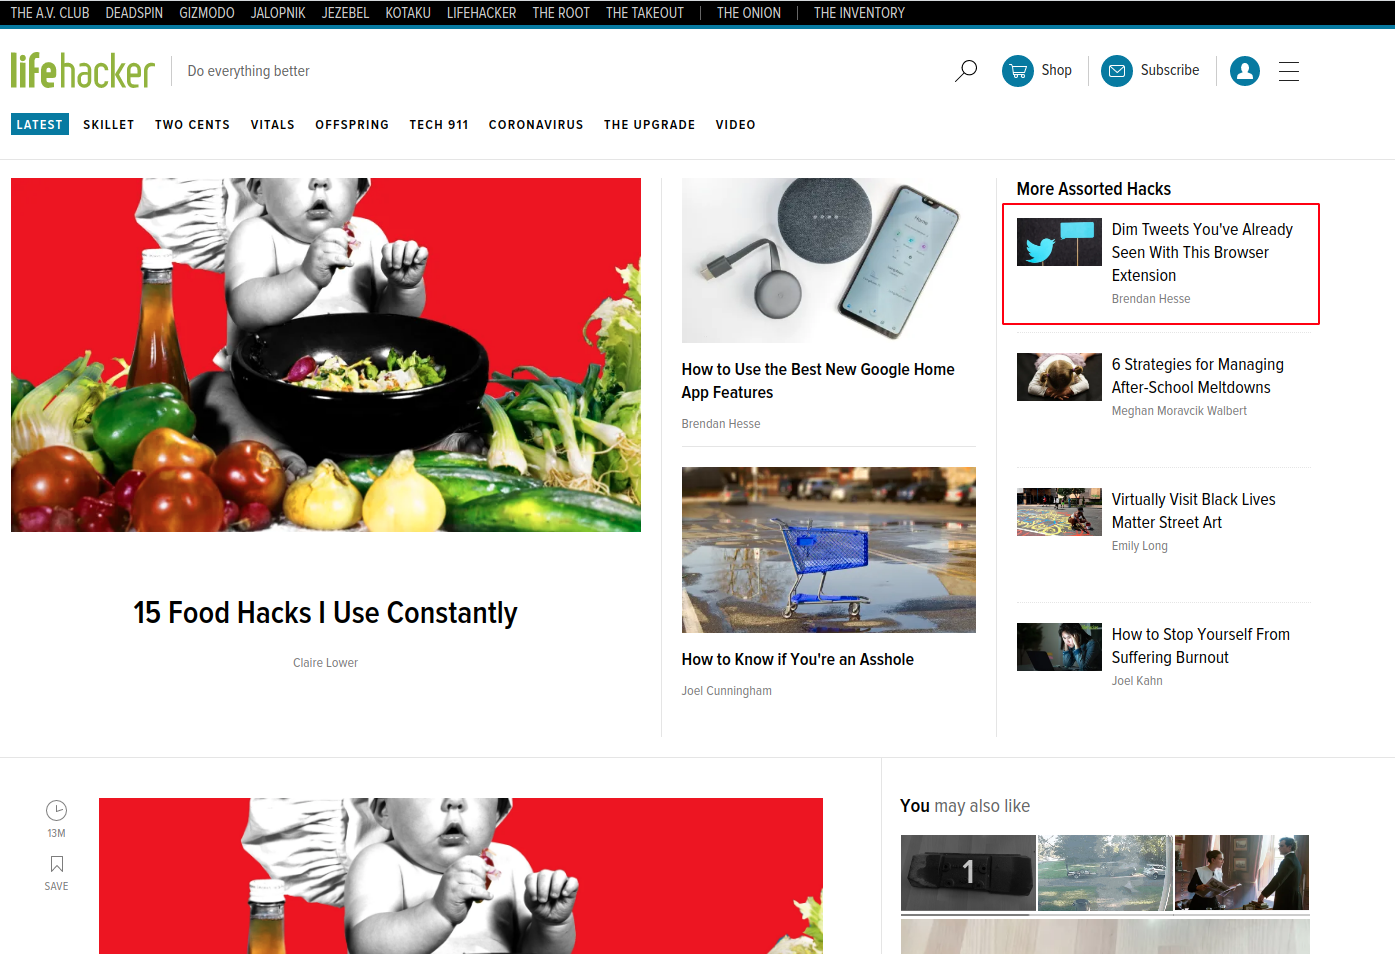 THE A.V. CLUB DEADSPIN GIZMODO JALOPNIK JEZEBEL KOTAKU LIFEHACKER THE ROOT THE TAKEOUT THE ONION THE INVENTORY
lifehacker Do everything better Shop Subscribe
LATEST SKILLET TWO CENTS VITALS OFFSPRING TECH 911 CORONAVIRUS THE UPGRADE VIDEO
15 Food Hacks I Use Constantly
Claire Lower
How to Use the Best New Google Home
App Features
Brendan Hesse
How to Know if You're an Asshole
Joel Cunningham
More Assorted Hacks
Dim Tweets You've Already
Seen With This Browser
Extension
Brendan Hesse
6 Strategies for Managing
After-School Meltdowns
Meghan Moravcik Walbert
Virtually Visit Black Lives
Matter Street Art
Emily Long
How to Stop Yourself From
Suffering Burnout
Joel Kahn
13M
SAVE
You may also like
1